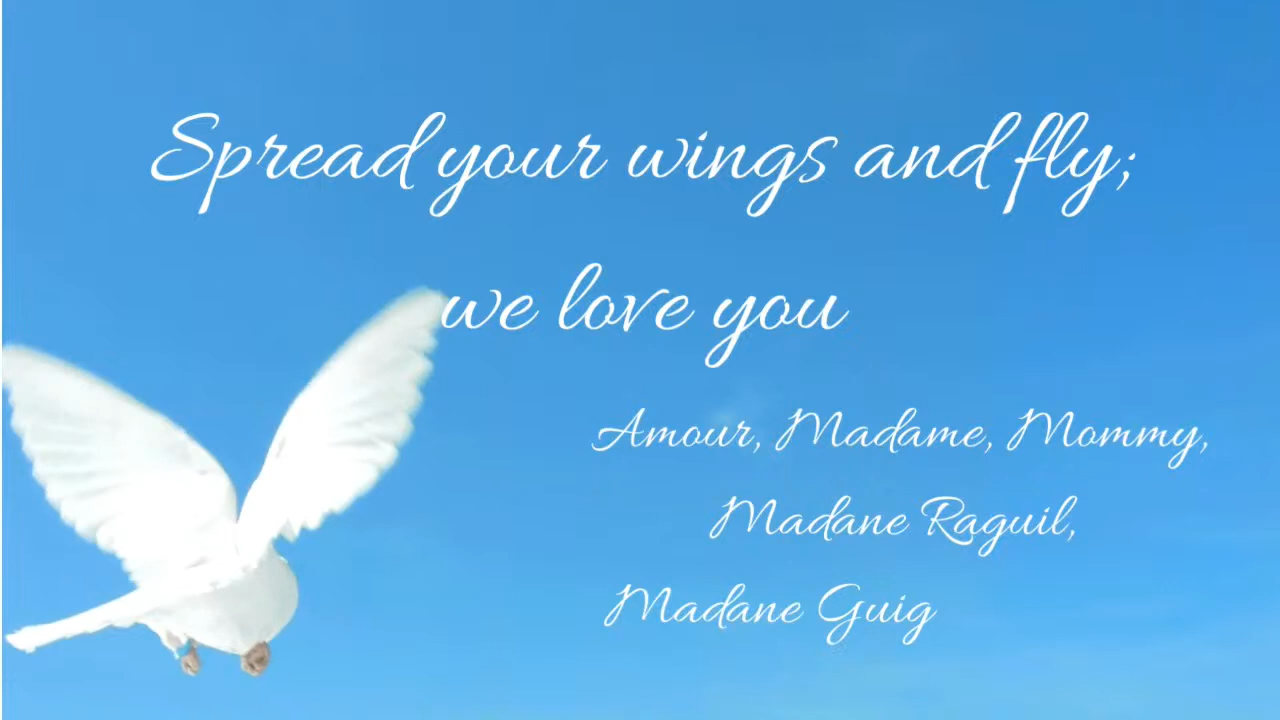 Spread your wings and fly;
we love you
Amour, Madame, Mommy,
Madane Raguil,
Madane Guig